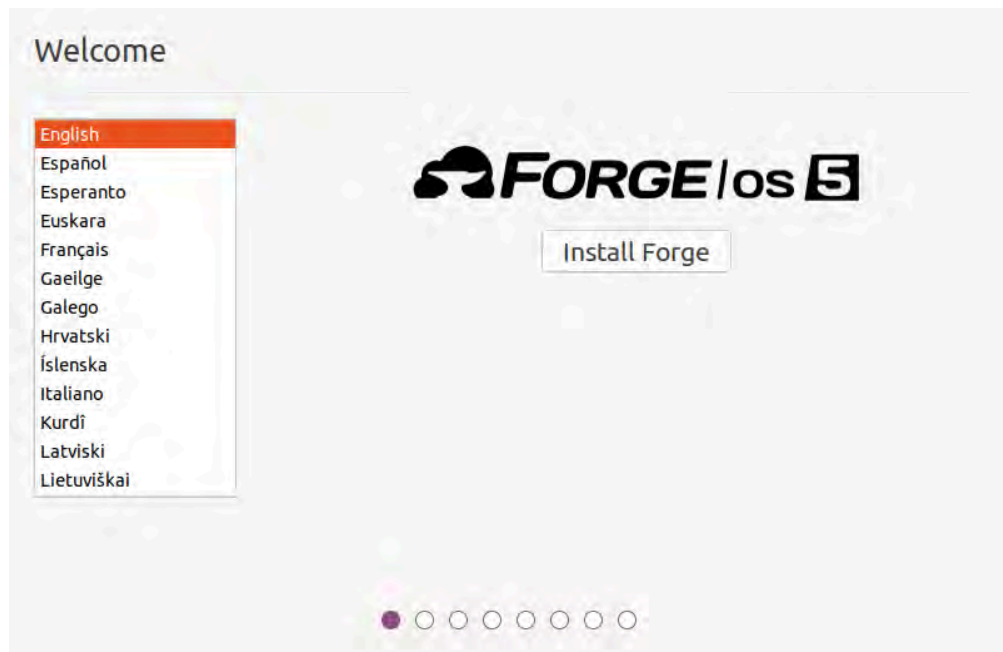 Welcome
English
Español
Esperanto
Euskara
Français
Gaeilge
Galego
Hrvatski
Íslenska
Italiano
Kurdî
Latviski
Lietuviškai
FORGE/os 5
Install Forge